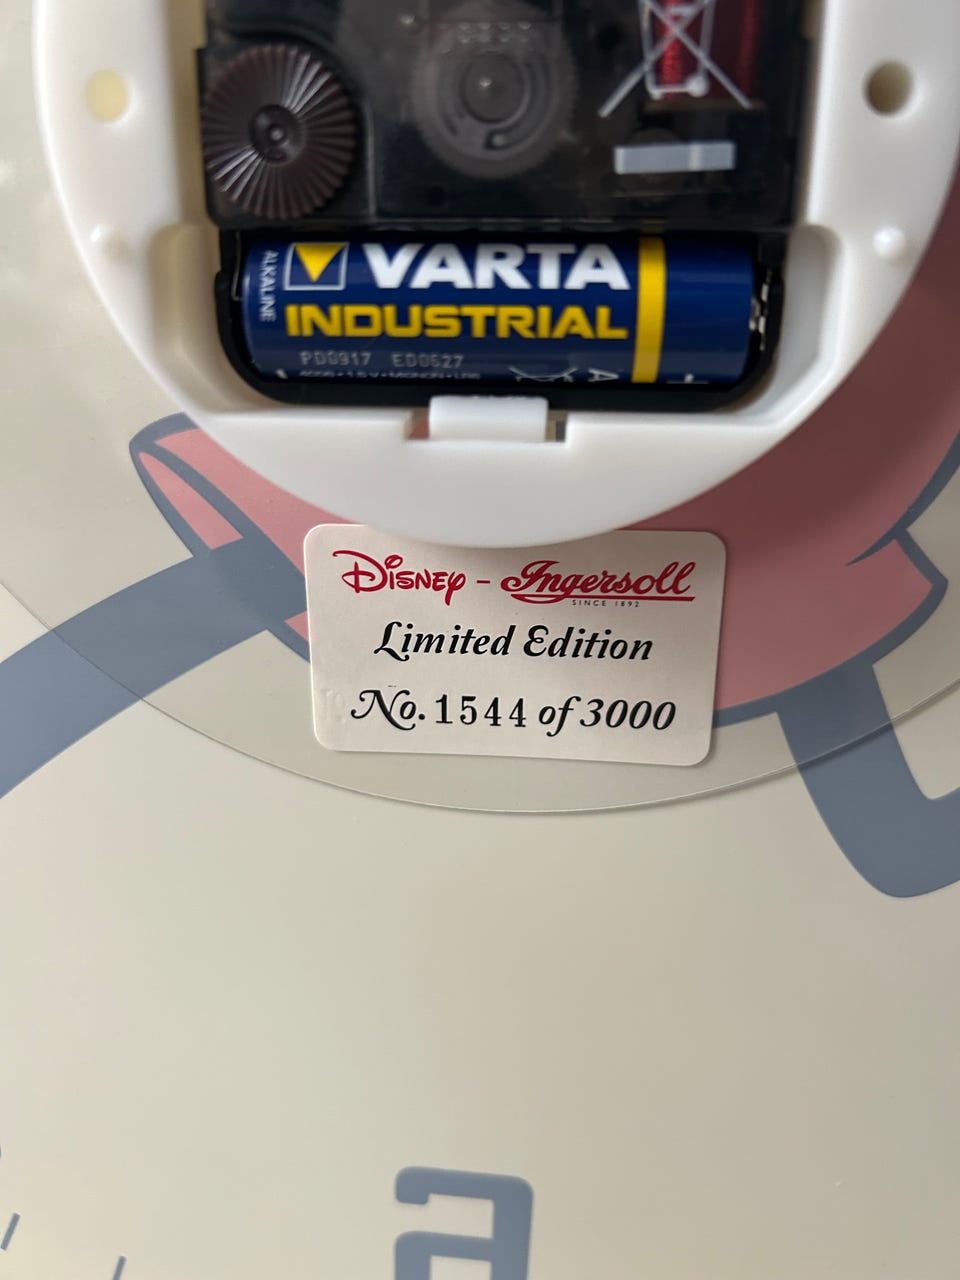 ALKALINE
VARTA
INDUSTRIAL
PD0917 ED0527
DISNEY - Ingersoll
SINCE 1892
Limited Edition
No. 1544 of 3000